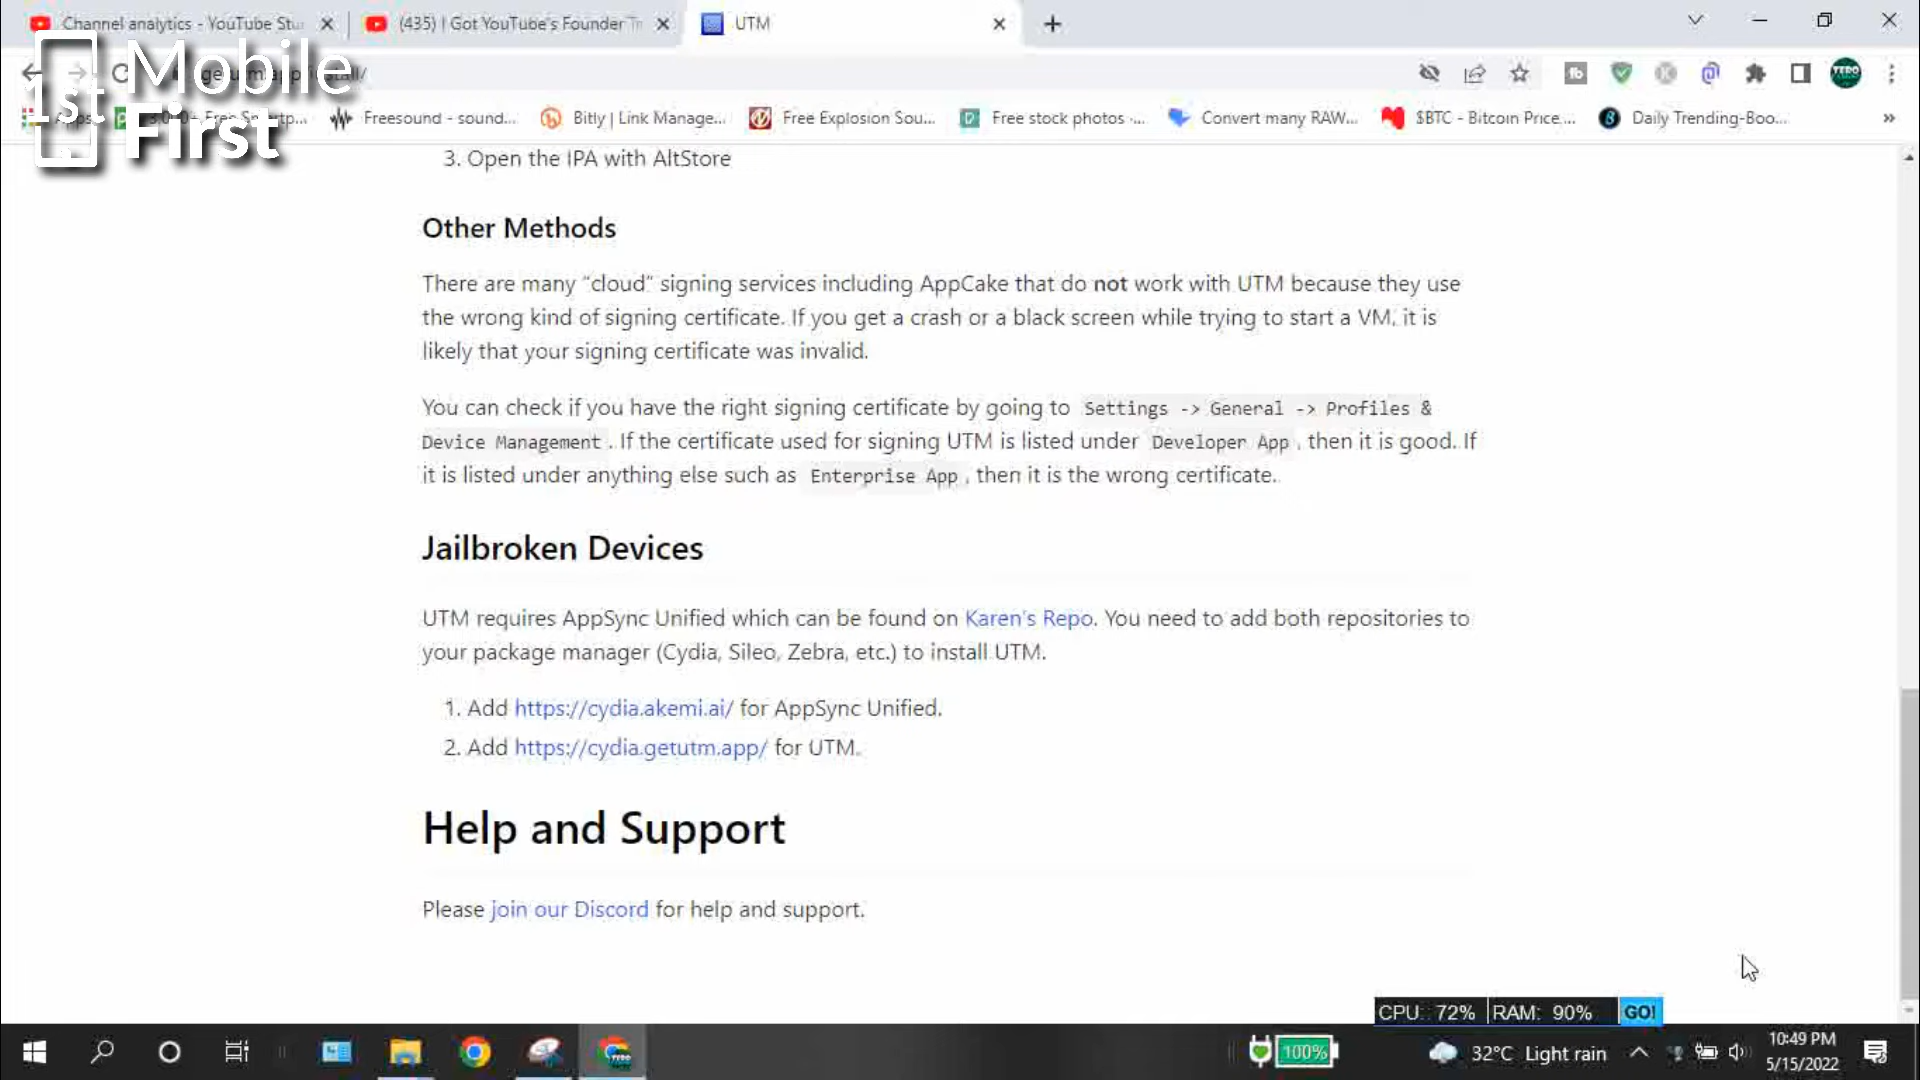 Channel analytics - YouTube Stu
(435) I Got YouTube's Founder T
UTM
Mobile
First
1st
Freesound - sound...
Bitly | Link Manage...
Free Explosion Sou...
Free stock photos -...
Convert many RAW...
$BTC - Bitcoin Price...
Daily Trending-Boo...
»
3. Open the IPA with AltStore
Other Methods
There are many “cloud” signing services including AppCake that do not work with UTM because they use
the wrong kind of signing certificate. If you get a crash or a black screen while trying to start a VM, it is
likely that your signing certificate was invalid.
You can check if you have the right signing certificate by going to Settings -> General -> Profiles &
Device Management. If the certificate used for signing UTM is listed under Developer App, then it is good. If
it is listed under anything else such as Enterprise App, then it is the wrong certificate.
Jailbroken Devices
UTM requires AppSync Unified which can be found on Karen's Repo. You need to add both repositories to
your package manager (Cydia, Sileo, Zebra, etc.) to install UTM.
1. Add https://cydia.akemi.ai/ for AppSync Unified.
2. Add https://cydia.getutm.app/ for UTM.
Help and Support
Please join our Discord for help and support.
CPU: 72% RAM: 90% GO!
100%
32°C Light rain
10:49 PM
5/15/2022